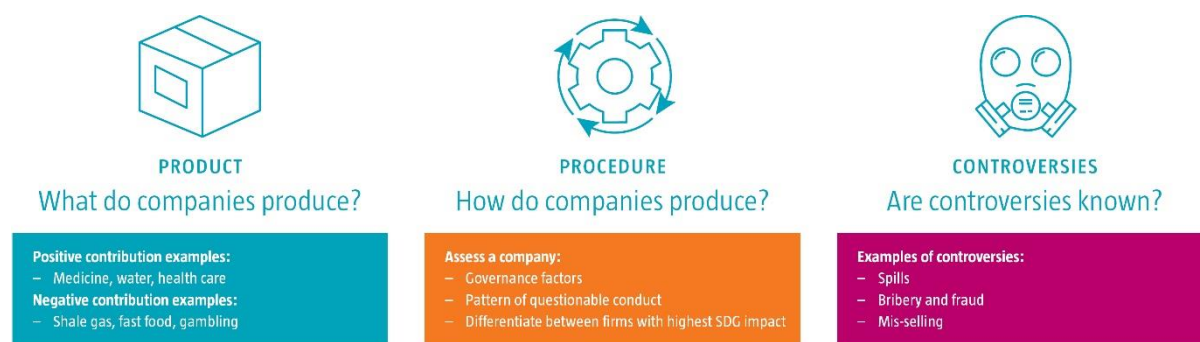 PRODUCT
What do companies produce?
Positive contribution examples:
– Medicine, water, health care
Negative contribution examples:
– Shale gas, fast food, gambling
PROCEDURE
How do companies produce?
Assess a company:
– Governance factors
– Pattern of questionable conduct
– Differentiate between firms with highest SDG impact
CONTROVERSIES
Are controversies known?
Examples of controversies:
– Spills
– Bribery and fraud
– Mis-selling